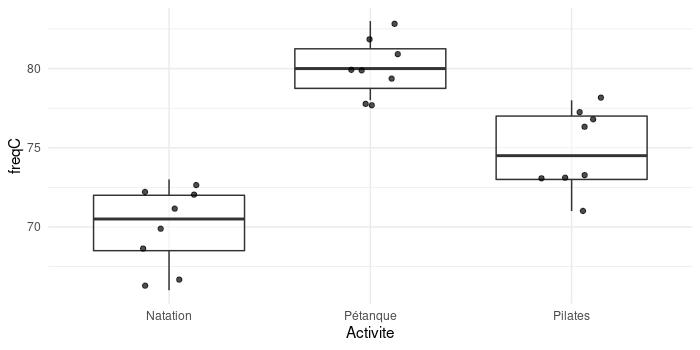 freqC
80
75
70
Natation
Pétanque
Pilates
Activite